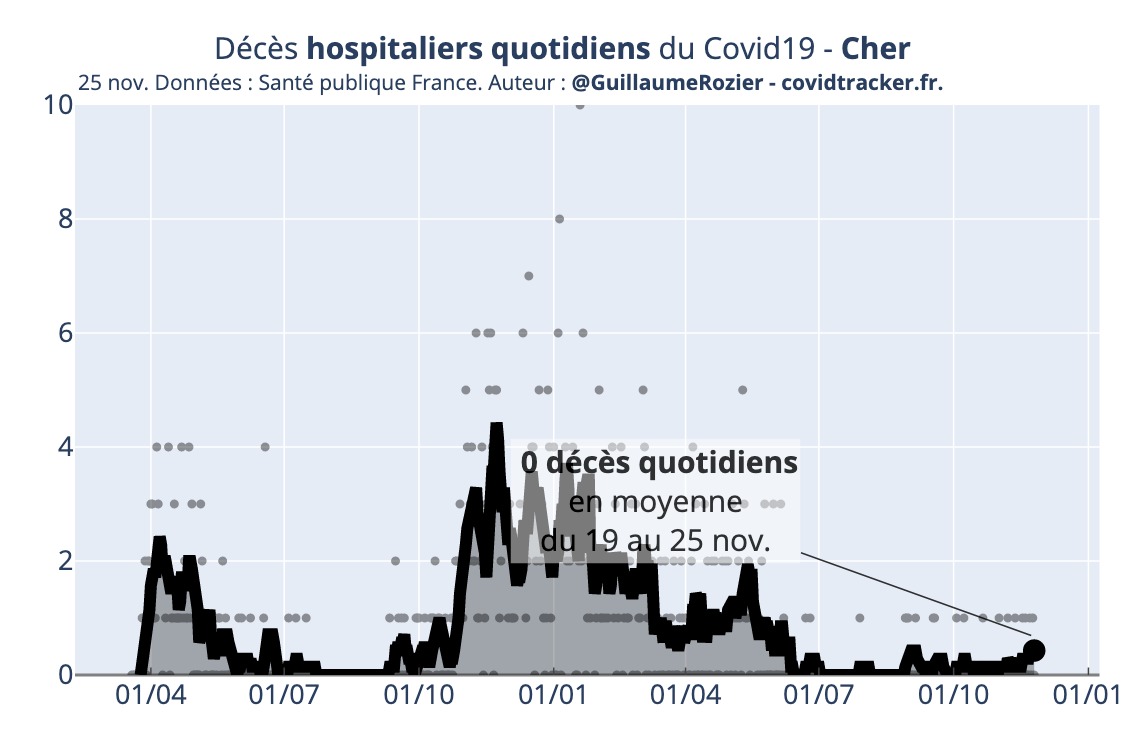 Décès hospitaliers quotidiens du Covid19 - Cher
25 nov. Données : Santé publique France. Auteur : @GuillaumeRozier - covidtracker.fr.
10
8
6
4
2
0
0 décès quotidiens
en moyenne
du 19 au 25 nov.
01/04 01/07 01/10 01/01 01/04 01/07 01/10 01/01